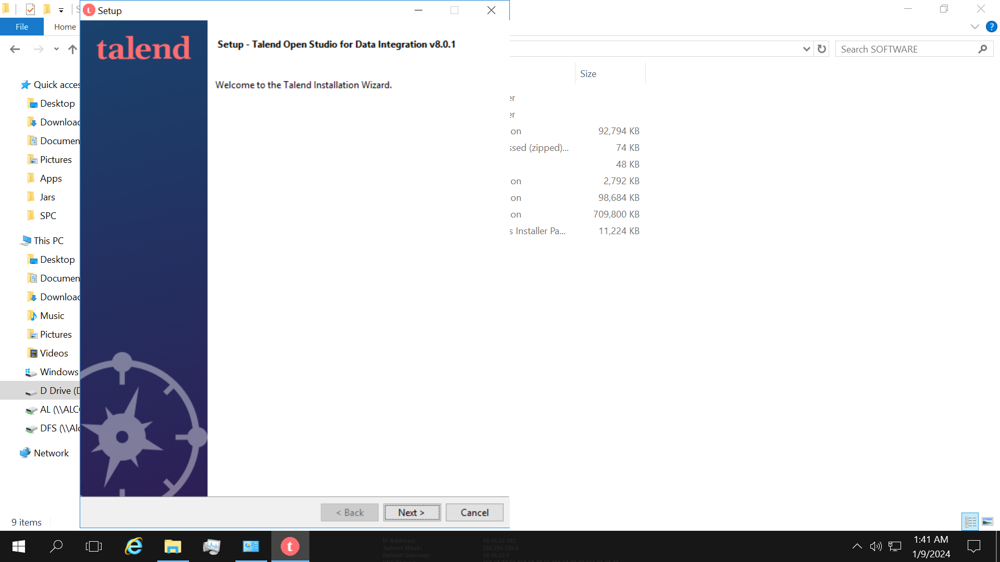 Setup
File
Home
talend
Setup - Talend Open Studio for Data Integration v8.0.1
Welcome to the Talend Installation Wizard.
Search SOFTWARE
Size
Quick acces
Desktop
Downloac
Documen
Pictures
Apps
Jars
SPC
This PC
Desktop
Documen
Downloac
Music
Pictures
Videos
Windows
D Drive (D
AL (\\ALC
DFS (\\Alc
Network
er
er
on 92,794 KB
ssed (zipped)... 74 KB
48 KB
on 2,792 KB
on 98,684 KB
on 709,800 KB
s Installer Pa... 11,224 KB
< Back
Next >
Cancel
9 items
IP Address: 10.16.32.183
Subnet Mask: 255.255.255.0
Default Gateway: 10.16.32.1
1:41 AM
1/9/2024